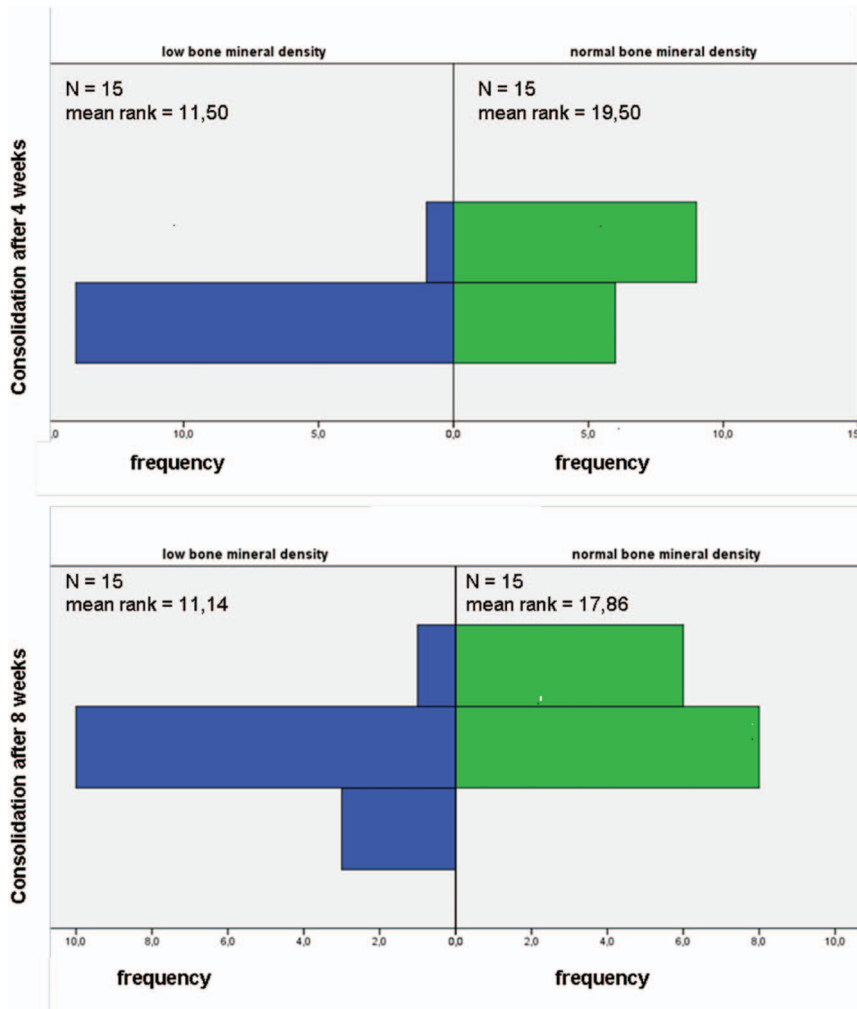 low bone mineral density normal bone mineral density
N = 15 N = 15
mean rank = 11,50 mean rank = 19,50
Consolidation after 4 weeks
,0 10,0 5,0 0,0 5,0 10,0 15
frequency frequency
low bone mineral density normal bone mineral density
N = 15 N = 15
mean rank = 11,14 mean rank = 17,86
Consolidation after 8 weeks
10,0 8,0 6,0 4,0 2,0 0,0 2,0 4,0 6,0 8,0 10,0
frequency frequency